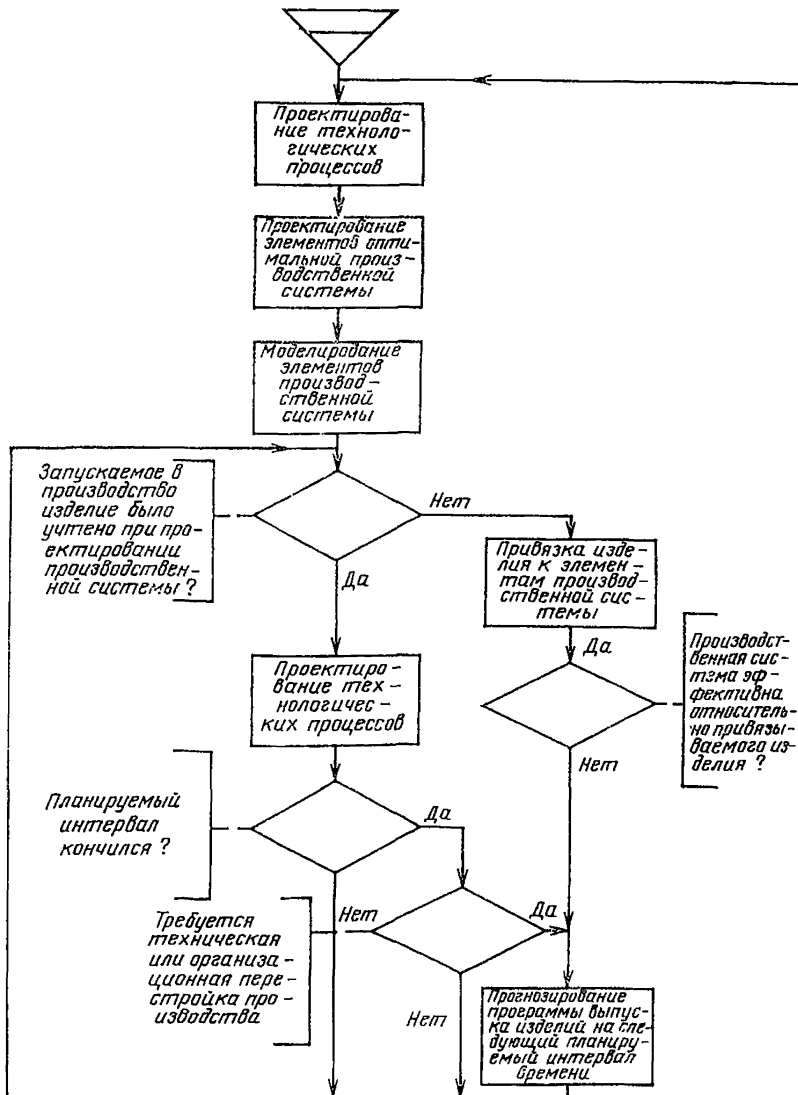 Проектирова-
ние техноло-
гических
процессов
Проектирование
элементов опти-
мальной произ-
водственной
системы
Моделирование
элементов
производ-
ственной
системы
Запускаемое в
производство
изделие было
учтено при про-
ектировании
производствен-
ной системы?
Нет
Да
Привязка изде-
лия к элемен-
там производ-
ственной сис-
темы
Да
Производст-
венная сис-
тема эф-
фективна
относитель-
но привязы-
ваемого из-
делия ?
Нет
Проектиро-
вание тех-
нологичес-
ких процессов
Планируемый
интервал
кончился ?
Да
Нет
Требуется
техническая
или организа-
ционная пере-
стройка про-
изводства
Да
Нет
Прогнозирование
программы выпус-
ка изделий на сле-
дующий планиру-
емый интервал
времени